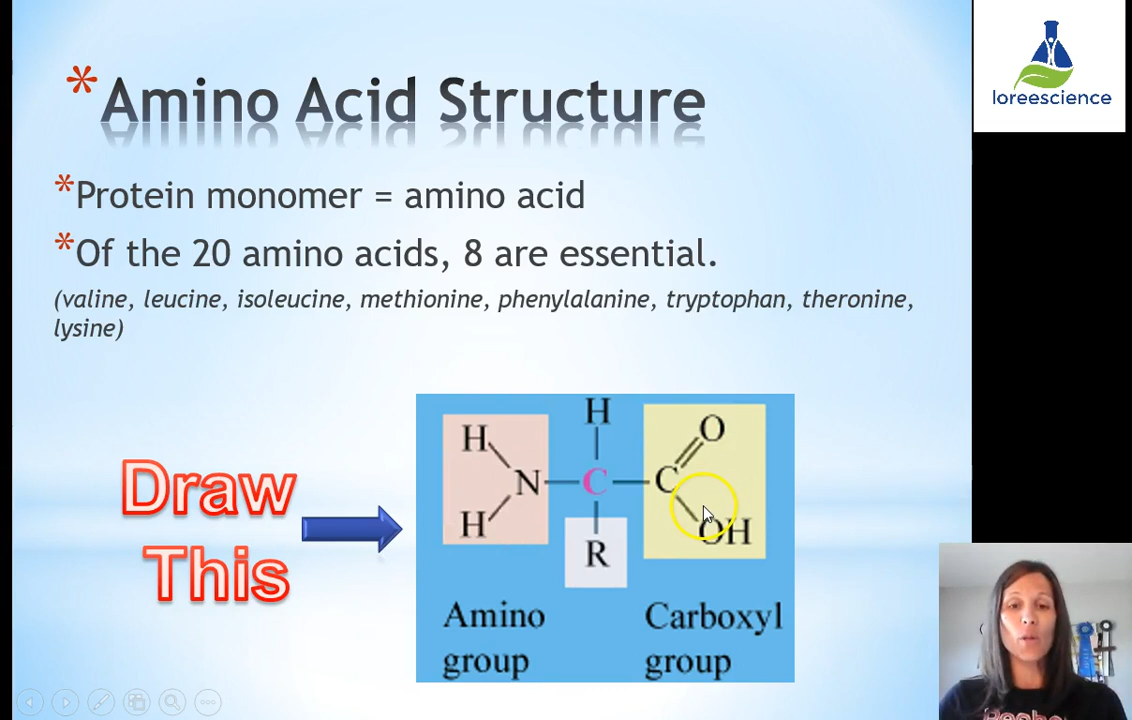 *Amino Acid Structure
*Protein monomer = amino acid
*Of the 20 amino acids, 8 are essential.
(valine, leucine, isoleucine, methionine, phenylalanine, tryptophan, theronine,
lysine)
Draw
This
H
H
O
N
C
C
H
OH
R
Amino
group
Carboxyl
group
loreescience